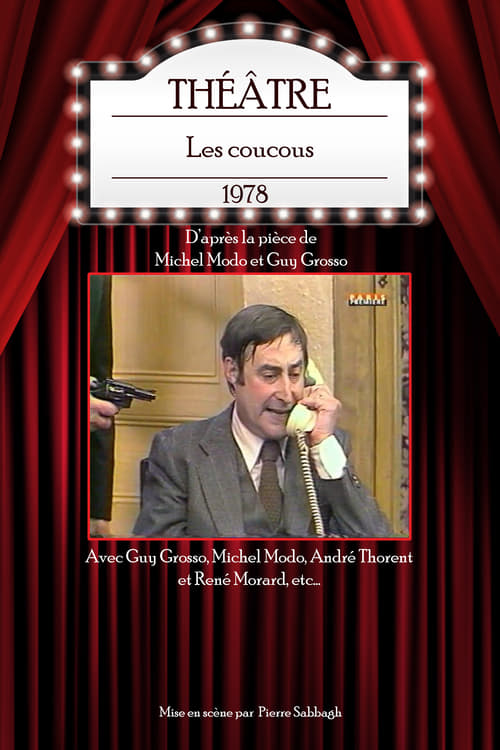 THÉÂTRE
Les coucous
1978
D'après la pièce de
Michel Modo et Guy Grosso
PARIS
PREMIÈRE
Avec Guy Grosso, Michel Modo, André Thorent
et René Morard, etc...
Mise en scène par Pierre Sabbagh